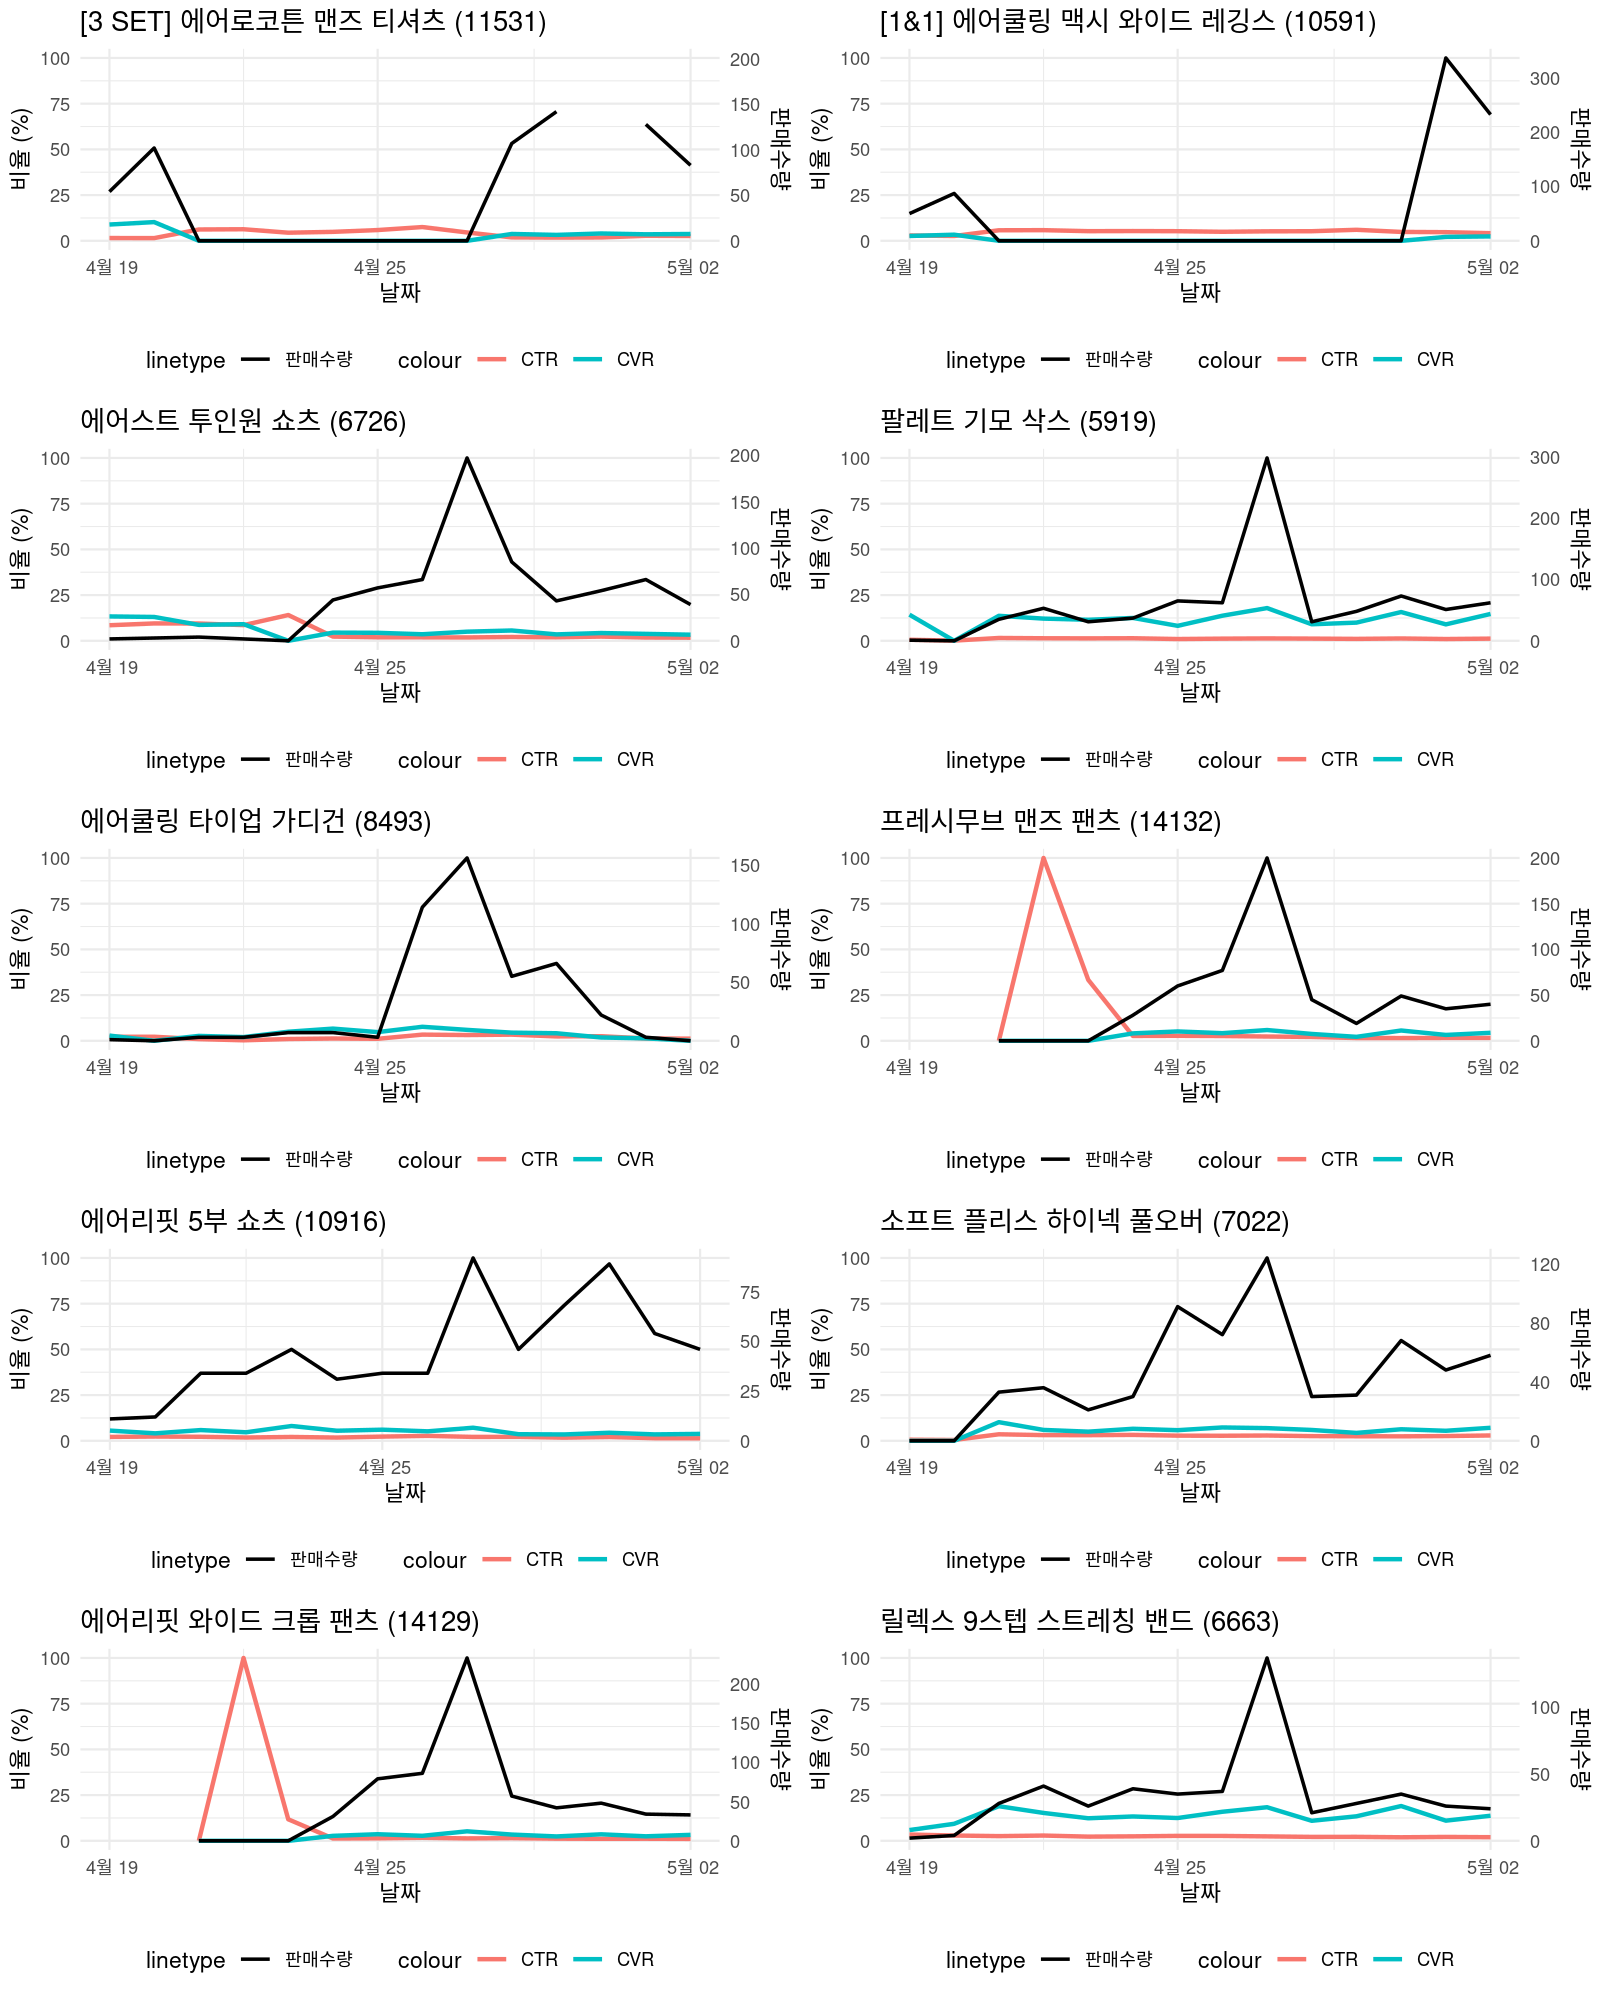 [3 SET] 에어로코튼 맨즈 티셔츠 (11531)
비율 (%)
100
75
50
25
0
200
150
100
50
0
판매수량
4월 19
4월 25
5월 02
날짜
linetype 판매수량 colour CTR CVR
[1&1] 에어쿨링 맥시 와이드 레깅스 (10591)
비율 (%)
100
75
50
25
0
300
200
100
0
판매수량
4월 19
4월 25
5월 02
날짜
linetype 판매수량 colour CTR CVR
에어스트 투인원 쇼츠 (6726)
비율 (%)
100
75
50
25
0
200
150
100
50
0
판매수량
4월 19
4월 25
5월 02
날짜
linetype 판매수량 colour CTR CVR
팔레트 기모 삭스 (5919)
비율 (%)
100
75
50
25
0
300
200
100
0
판매수량
4월 19
4월 25
5월 02
날짜
linetype 판매수량 colour CTR CVR
에어쿨링 타이업 가디건 (8493)
비율 (%)
100
75
50
25
0
150
100
50
0
판매수량
4월 19
4월 25
5월 02
날짜
linetype 판매수량 colour CTR CVR
프레시무브 맨즈 팬츠 (14132)
비율 (%)
100
75
50
25
0
200
150
100
50
0
판매수량
4월 19
4월 25
5월 02
날짜
linetype 판매수량 colour CTR CVR
에어리핏 5부 쇼츠 (10916)
비율 (%)
100
75
50
25
0
75
50
25
0
판매수량
4월 19
4월 25
5월 02
날짜
linetype 판매수량 colour CTR CVR
소프트 플리스 하이넥 풀오버 (7022)
비율 (%)
100
75
50
25
0
120
80
40
0
판매수량
4월 19
4월 25
5월 02
날짜
linetype 판매수량 colour CTR CVR
에어리핏 와이드 크롭 팬츠 (14129)
비율 (%)
100
75
50
25
0
200
150
100
50
0
판매수량
4월 19
4월 25
5월 02
날짜
linetype 판매수량 colour CTR CVR
릴렉스 9스텝 스트레칭 밴드 (6663)
비율 (%)
100
75
50
25
0
100
50
0
판매수량
4월 19
4월 25
5월 02
날짜
linetype 판매수량 colour CTR CVR